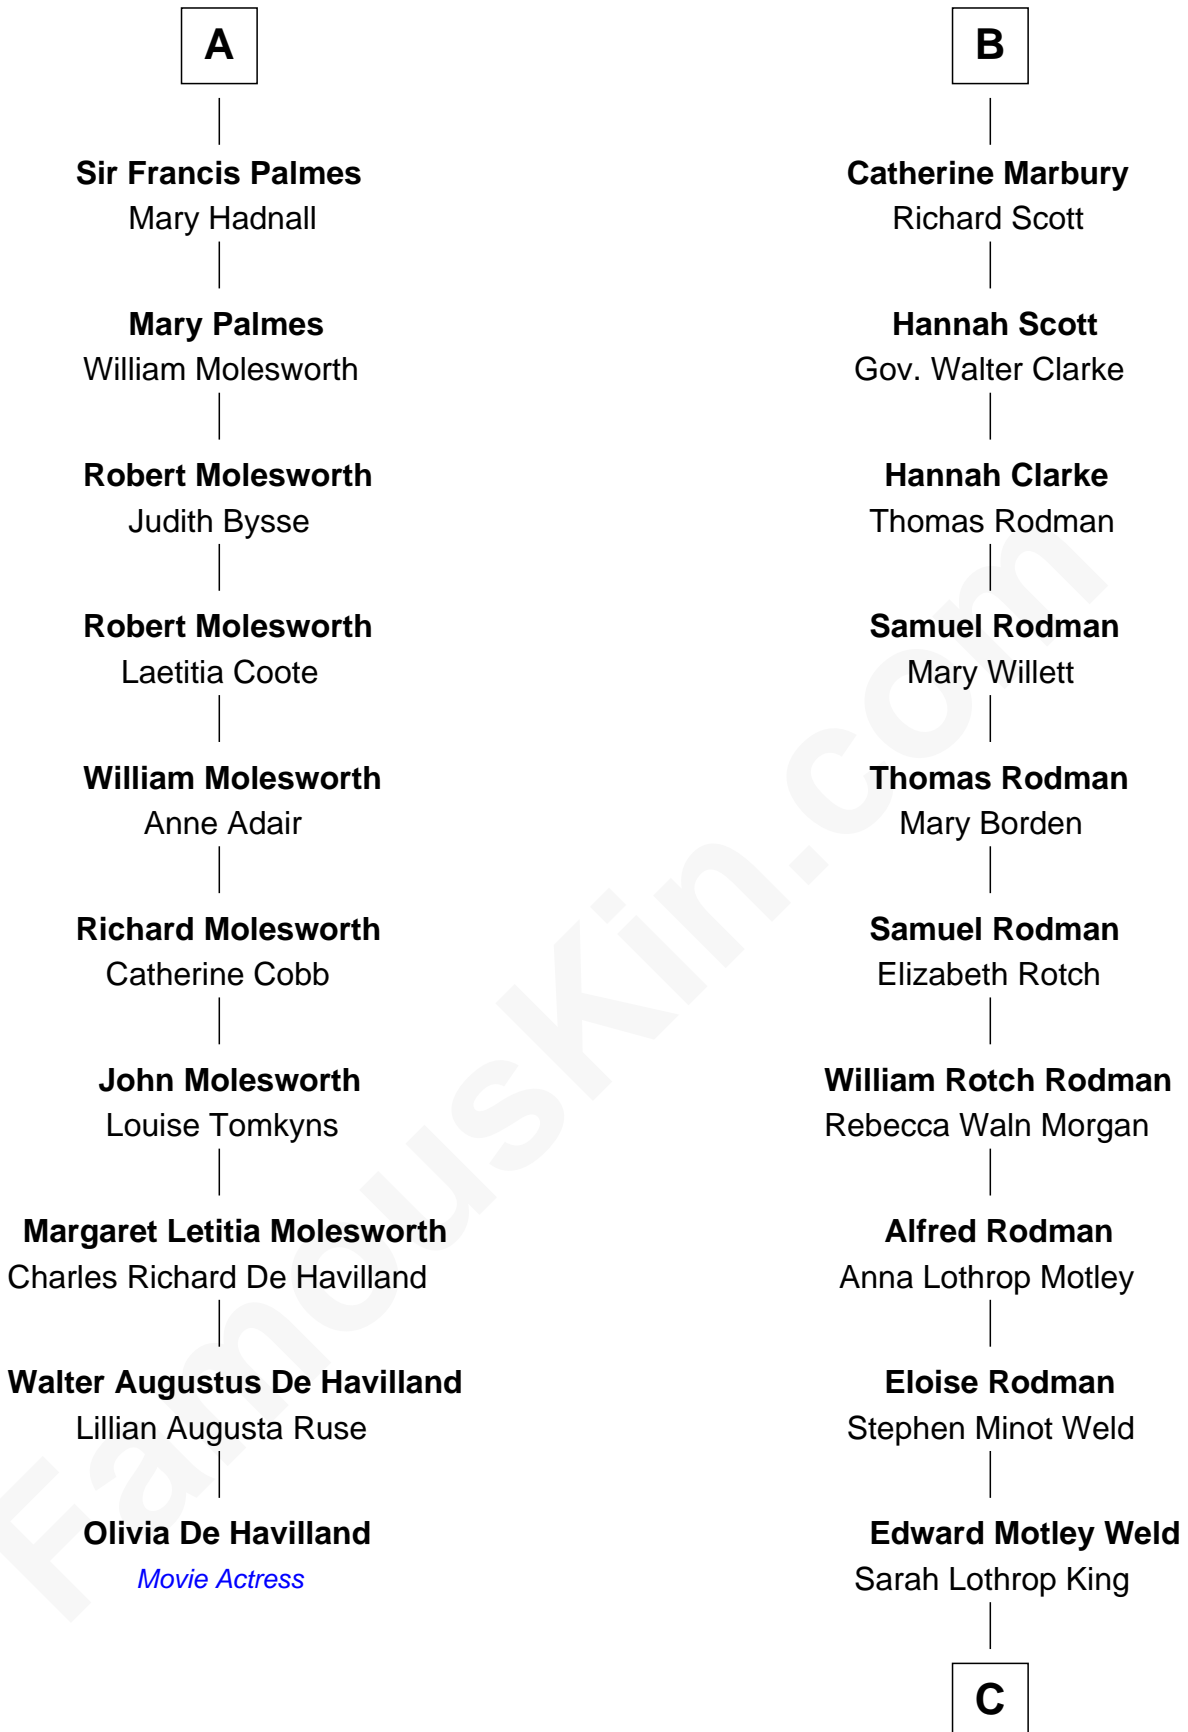 A
Sir Francis Palmes
Mary Hadnall
Mary Palmes
William Molesworth
Robert Molesworth
Judith Bysse
Robert Molesworth
Laetitia Coote
William Molesworth
Anne Adair
Richard Molesworth
Catherine Cobb
John Molesworth
Louise Tomkyns
Margaret Letitia Molesworth
Charles Richard De Havilland
Walter Augustus De Havilland
Lillian Augusta Ruse
Olivia De Havilland
Movie Actress
B
Catherine Marbury
Richard Scott
Hannah Scott
Gov. Walter Clarke
Hannah Clarke
Thomas Rodman
Samuel Rodman
Mary Willett
Thomas Rodman
Mary Borden
Samuel Rodman
Elizabeth Rotch
William Rotch Rodman
Rebecca Waln Morgan
Alfred Rodman
Anna Lothrop Motley
Eloise Rodman
Stephen Minot Weld
Edward Motley Weld
Sarah Lothrop King
C
FamousKin.com